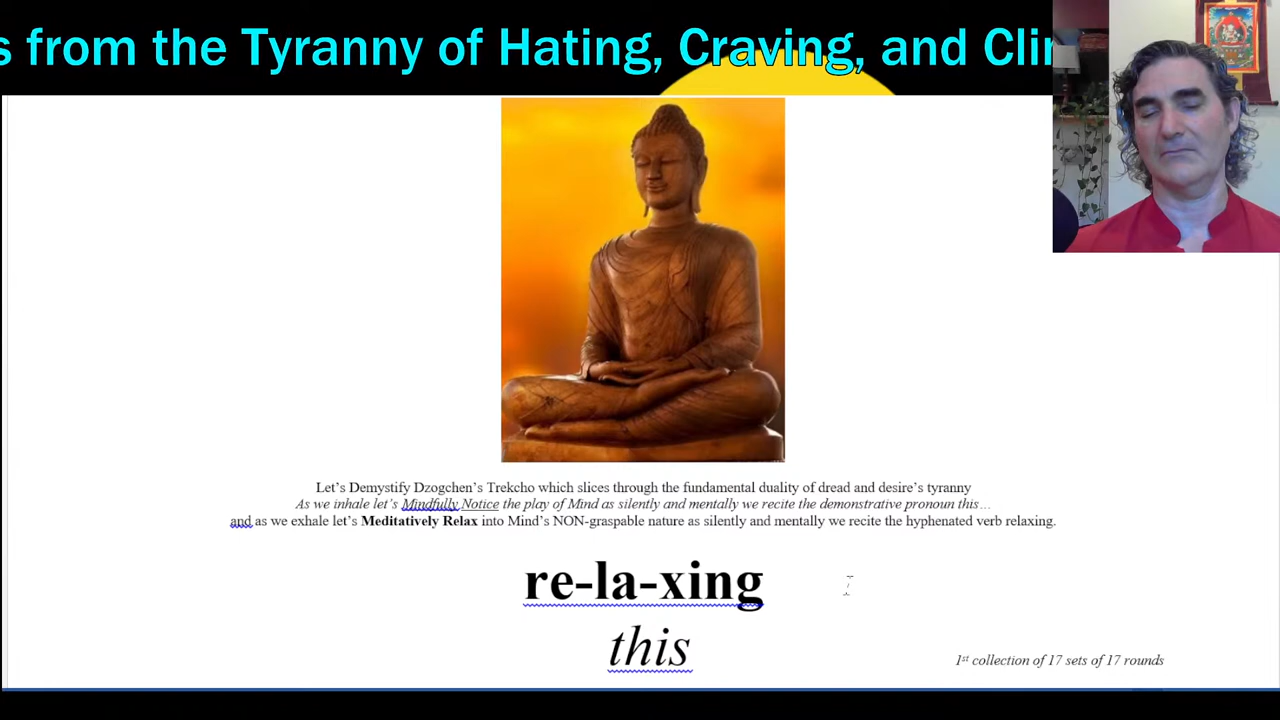 s from the Tyranny of Hating, Craving, and Clin
Let’s Demystify Dzogchen’s Trekcho which slices through the fundamental duality of dread and desire’s tyranny
As we inhale let’s Mindfully Notice the play of Mind as silently and mentally we recite the demonstrative pronoun this…
and as we exhale let’s Meditatively Relax into Mind’s NON-graspable nature as silently and mentally we recite the hyphenated verb relaxing.
re-la-xing
this
1st collection of 17 sets of 17 rounds